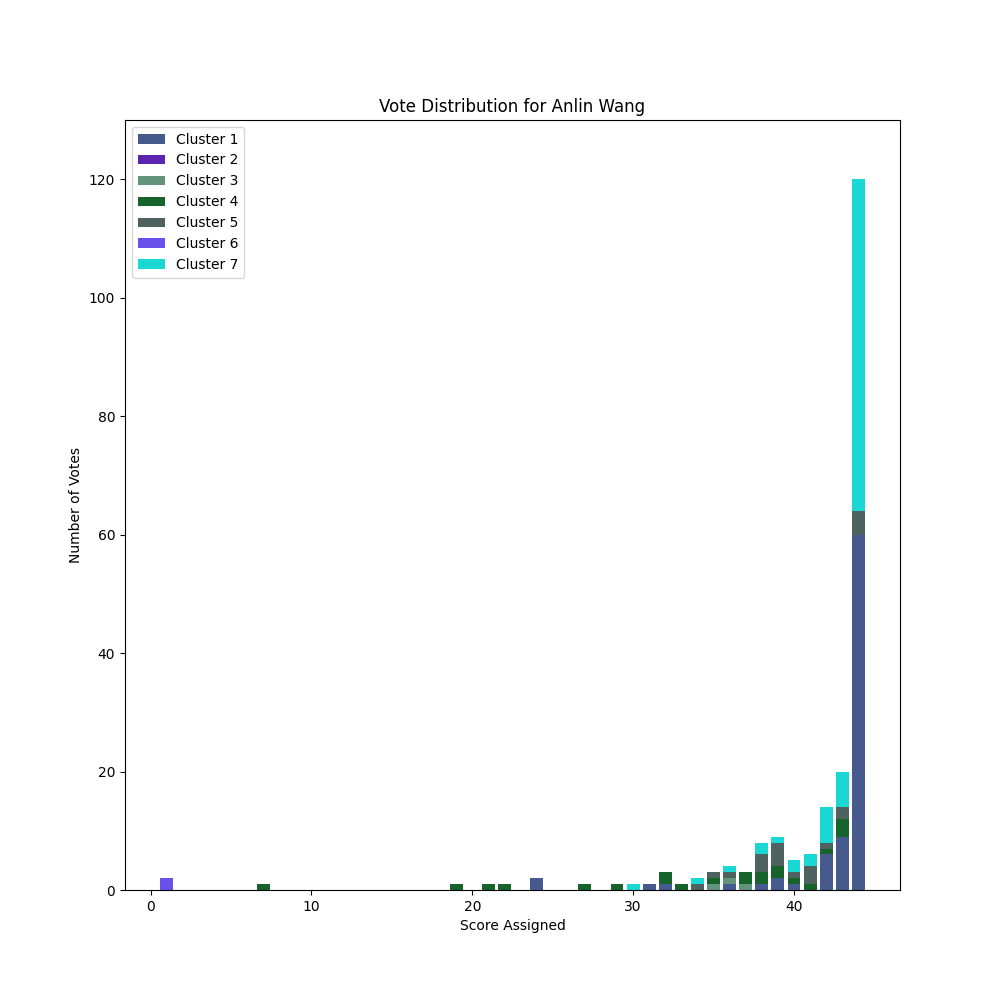 Vote Distribution for Anlin Wang
Cluster 1
Cluster 2
Cluster 3
Cluster 4
Cluster 5
Cluster 6
Cluster 7
120
100
80
60
40
20
0
Number of Votes
0 10 20 30 40
Score Assigned